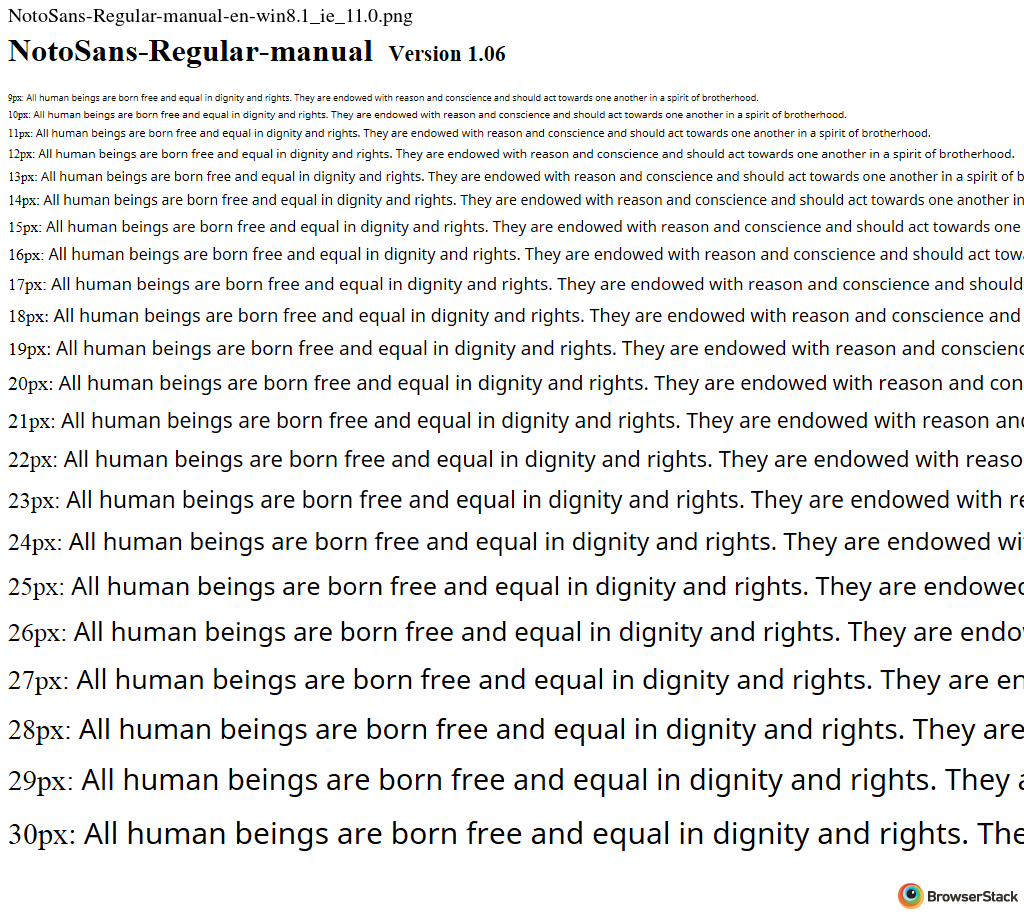 NotoSans-Regular-manual-en-win8.1_ie_11.0.png
NotoSans-Regular-manual Version 1.06
9px: All human beings are born free and equal in dignity and rights. They are endowed with reason and conscience and should act towards one another in a spirit of brotherhood.
10px: All human beings are born free and equal in dignity and rights. They are endowed with reason and conscience and should act towards one another in a spirit of brotherhood.
11px: All human beings are born free and equal in dignity and rights. They are endowed with reason and conscience and should act towards one another in a spirit of brotherhood.
12px: All human beings are born free and equal in dignity and rights. They are endowed with reason and conscience and should act towards one another in a spirit of brotherhood.
13px: All human beings are born free and equal in dignity and rights. They are endowed with reason and conscience and should act towards one another in a spirit of b
14px: All human beings are born free and equal in dignity and rights. They are endowed with reason and conscience and should act towards one another in
15px: All human beings are born free and equal in dignity and rights. They are endowed with reason and conscience and should act towards one
16px: All human beings are born free and equal in dignity and rights. They are endowed with reason and conscience and should act tow
17px: All human beings are born free and equal in dignity and rights. They are endowed with reason and conscience and should
18px: All human beings are born free and equal in dignity and rights. They are endowed with reason and conscience and
19px: All human beings are born free and equal in dignity and rights. They are endowed with reason and conscienc
20px: All human beings are born free and equal in dignity and rights. They are endowed with reason and con
21px: All human beings are born free and equal in dignity and rights. They are endowed with reason and
22px: All human beings are born free and equal in dignity and rights. They are endowed with reaso
23px: All human beings are born free and equal in dignity and rights. They are endowed with re
24px: All human beings are born free and equal in dignity and rights. They are endowed wi
25px: All human beings are born free and equal in dignity and rights. They are endowed
26px: All human beings are born free and equal in dignity and rights. They are endo
27px: All human beings are born free and equal in dignity and rights. They are en
28px: All human beings are born free and equal in dignity and rights. They are
29px: All human beings are born free and equal in dignity and rights. They a
30px: All human beings are born free and equal in dignity and rights. The
BrowserStack